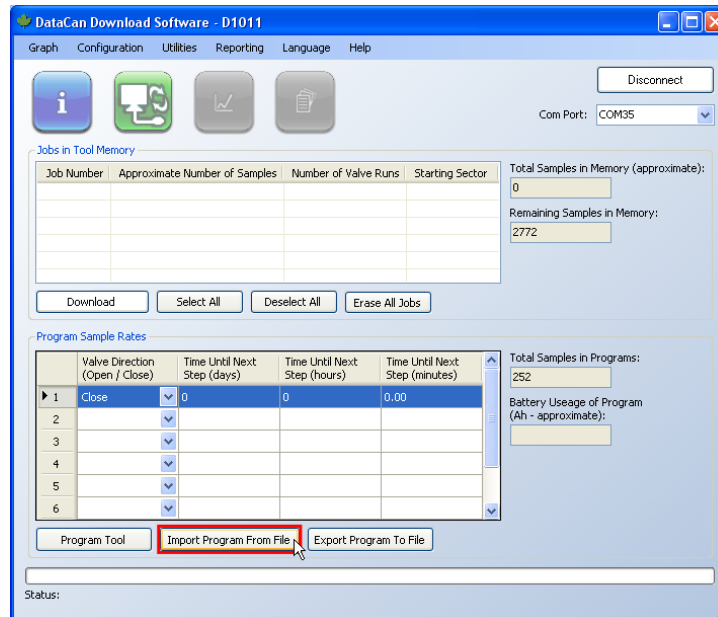 DataCan Download Software - D1011
Graph Configuration Utilities Reporting Language Help
i
Disconnect
Com Port: COM35
Jobs in Tool Memory
Job Number Approximate Number of Samples Number of Valve Runs Starting Sector
Total Samples in Memory (approximate):
0
Remaining Samples in Memory:
2772
Download Select All Deselect All Erase All Jobs
Program Sample Rates
Valve Direction (Open / Close) Time Until Next Step (days) Time Until Next Step (hours) Time Until Next Step (minutes)
1 Close 0 0 0.00
2
3
4
5
6
Total Samples in Programs:
252
Battery Useage of Program
(Ah - approximate):
Program Tool Import Program From File Export Program To File
Status: